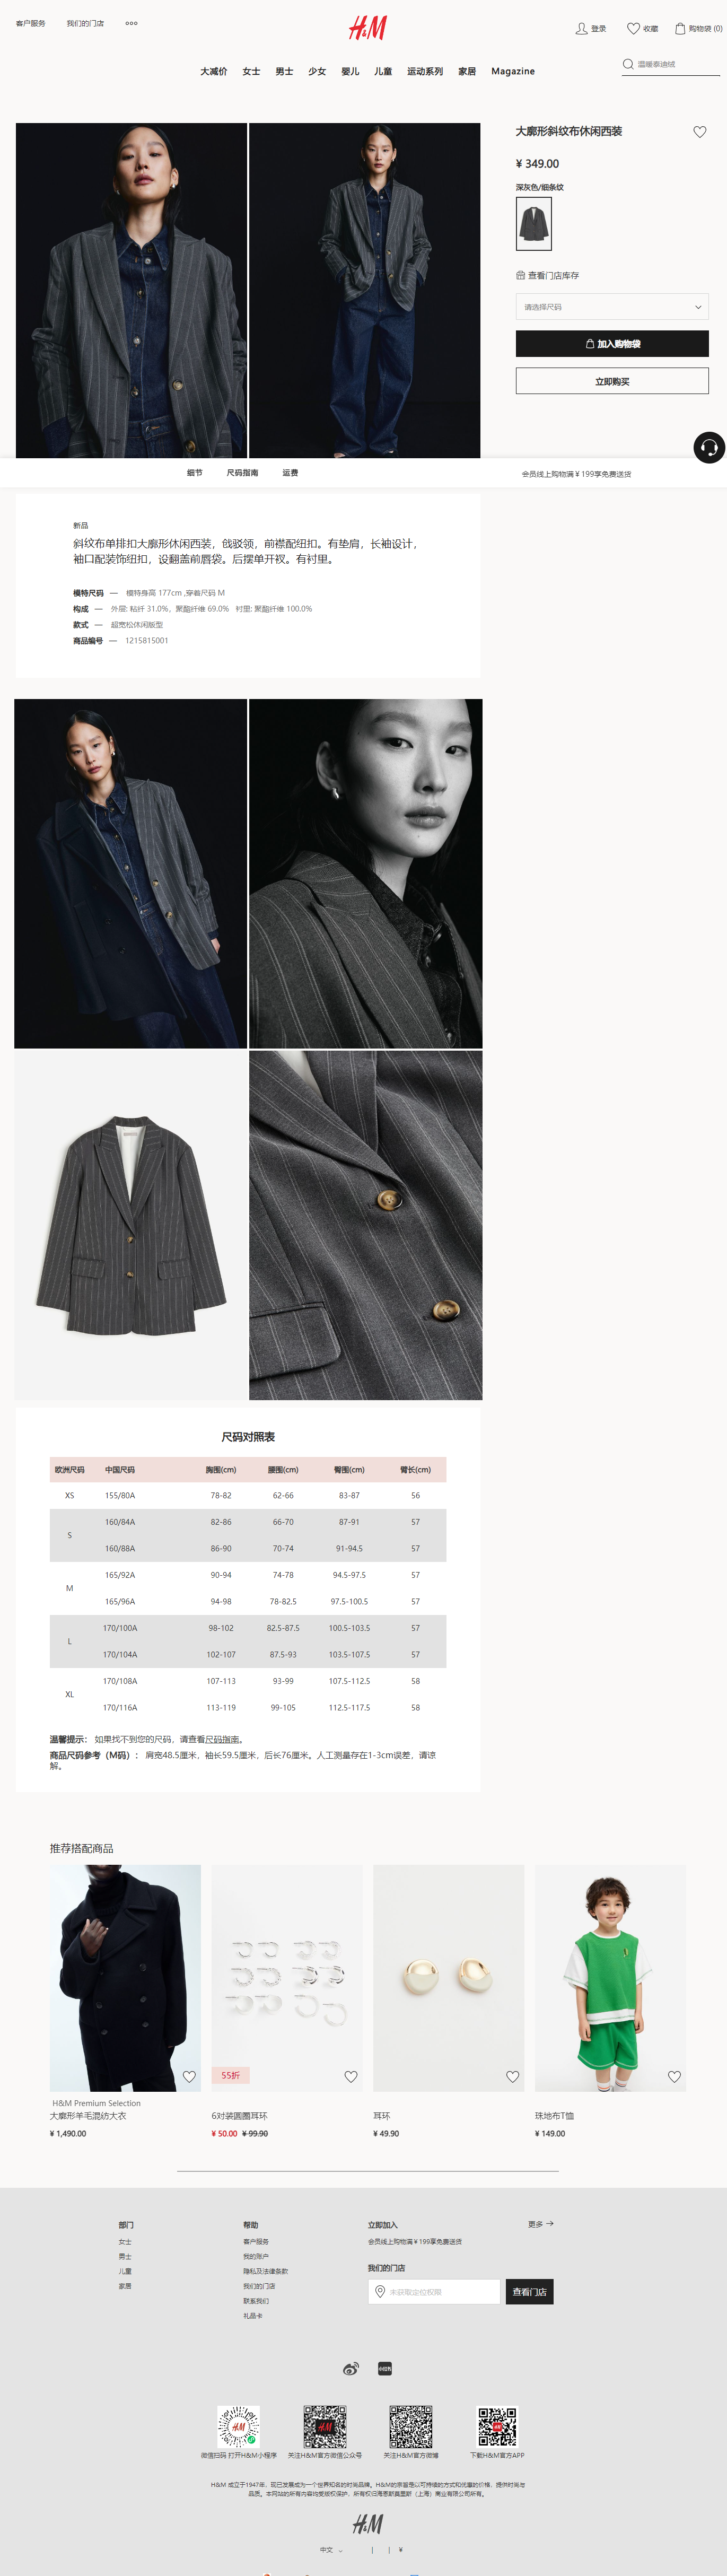 客户服务 我们的门店
H&M
登录 收藏 购物袋 (0)
大减价 女士 男士 少女 婴儿 儿童 运动系列 家居 Magazine
温暖泰迪绒
大廓形斜纹布休闲西装
¥ 349.00
深灰色/细条纹
查看门店库存
请选择尺码
加入购物袋
立即购买
细节 尺码指南 运费
会员线上购物满¥199享免费送货
新品
斜纹布单排扣大廓形休闲西装，戗驳领，前襟配纽扣。有垫肩，长袖设计，
袖口配装饰纽扣，设翻盖前唇袋。后摆单开衩。有衬里。
模特尺码 — 模特身高 177cm ,穿着尺码 M
构成 — 外层: 粘纤 31.0%，聚酯纤维 69.0% 衬里: 聚酯纤维 100.0%
款式 — 超宽松休闲版型
商品编号 — 1215815001
尺码对照表
欧洲尺码 中国尺码 胸围(cm) 腰围(cm) 臀围(cm) 臂长(cm)
XS 155/80A 78-82 62-66 83-87 56
160/84A 82-86 66-70 87-91 57
S
160/88A 86-90 70-74 91-94.5 57
165/92A 90-94 74-78 94.5-97.5 57
M
165/96A 94-98 78-82.5 97.5-100.5 57
170/100A 98-102 82.5-87.5 100.5-103.5 57
L
170/104A 102-107 87.5-93 103.5-107.5 57
170/108A 107-113 93-99 107.5-112.5 58
XL
170/116A 113-119 99-105 112.5-117.5 58
温馨提示： 如果找不到您的尺码，请查看尺码指南。
商品尺码参考（M码）： 肩宽48.5厘米，袖长59.5厘米，后长76厘米。人工测量存在1-3cm误差，请谅
解。
推荐搭配商品
55折
H&M Premium Selection
大廓形羊毛混纺大衣 6对装圆圈耳环 耳环 珠地布T恤
¥ 1,490.00 ¥ 50.00 ¥ 99.90 ¥ 49.90 ¥ 149.00
部门 帮助 立即加入 更多
女士 客户服务 会员线上购物满¥199享免费送货
男士 我的账户
儿童 隐私及法律条款 我们的门店
家居 我们的门店
未获取定位权限 查看门店
联系我们
礼品卡
小红书
H&M H&M H&M
微信扫码 打开H&M小程序 关注H&M官方微信公众号 关注H&M官方微博 下载H&M官方APP
H&M 成立于1947年，现已发展成为一个世界知名的时尚品牌。H&M的宗旨是以可持续的方式和优惠的价格，提供时尚与
品质。本网站的所有内容均受版权保护，所有权归海恩斯莫里斯（上海）商业有限公司所有。
H&M
中文 | | ¥